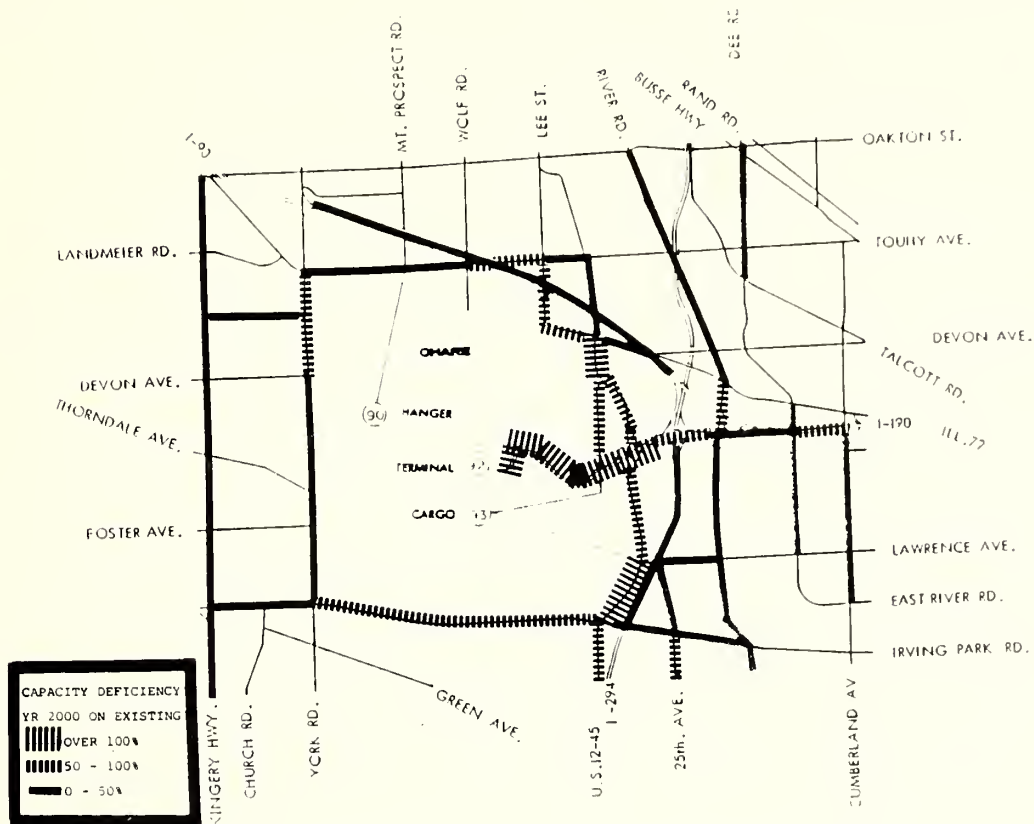 DEE RD
MT. PROSPECT RD.
WOLF RD.
LEE ST.
RIVER RD.
BUSSE HWY
RAND RD.
OAKTON ST.
LANDMEIER RD.
TOUHY AVE.
DEVON AVE.
OHARE
DEVON AVE.
TALCOTT RD.
THORNDALE AVE.
(90)
HANGER
I-190
ILL.72
TERMINAL
CARGO
FOSTER AVE.
LAWRENCE AVE.
EAST RIVER RD.
IRVING PARK RD.
GREEN AVE.
KINGERY HWY.
CHURCH RD.
YORK RD.
U.S.12-45
I-294
25th. AVE.
CUMBERLAND AV
CAPACITY DEFICIENCY
YR 2000 ON EXISTING
OVER 100%
50 - 100%
0 - 50%